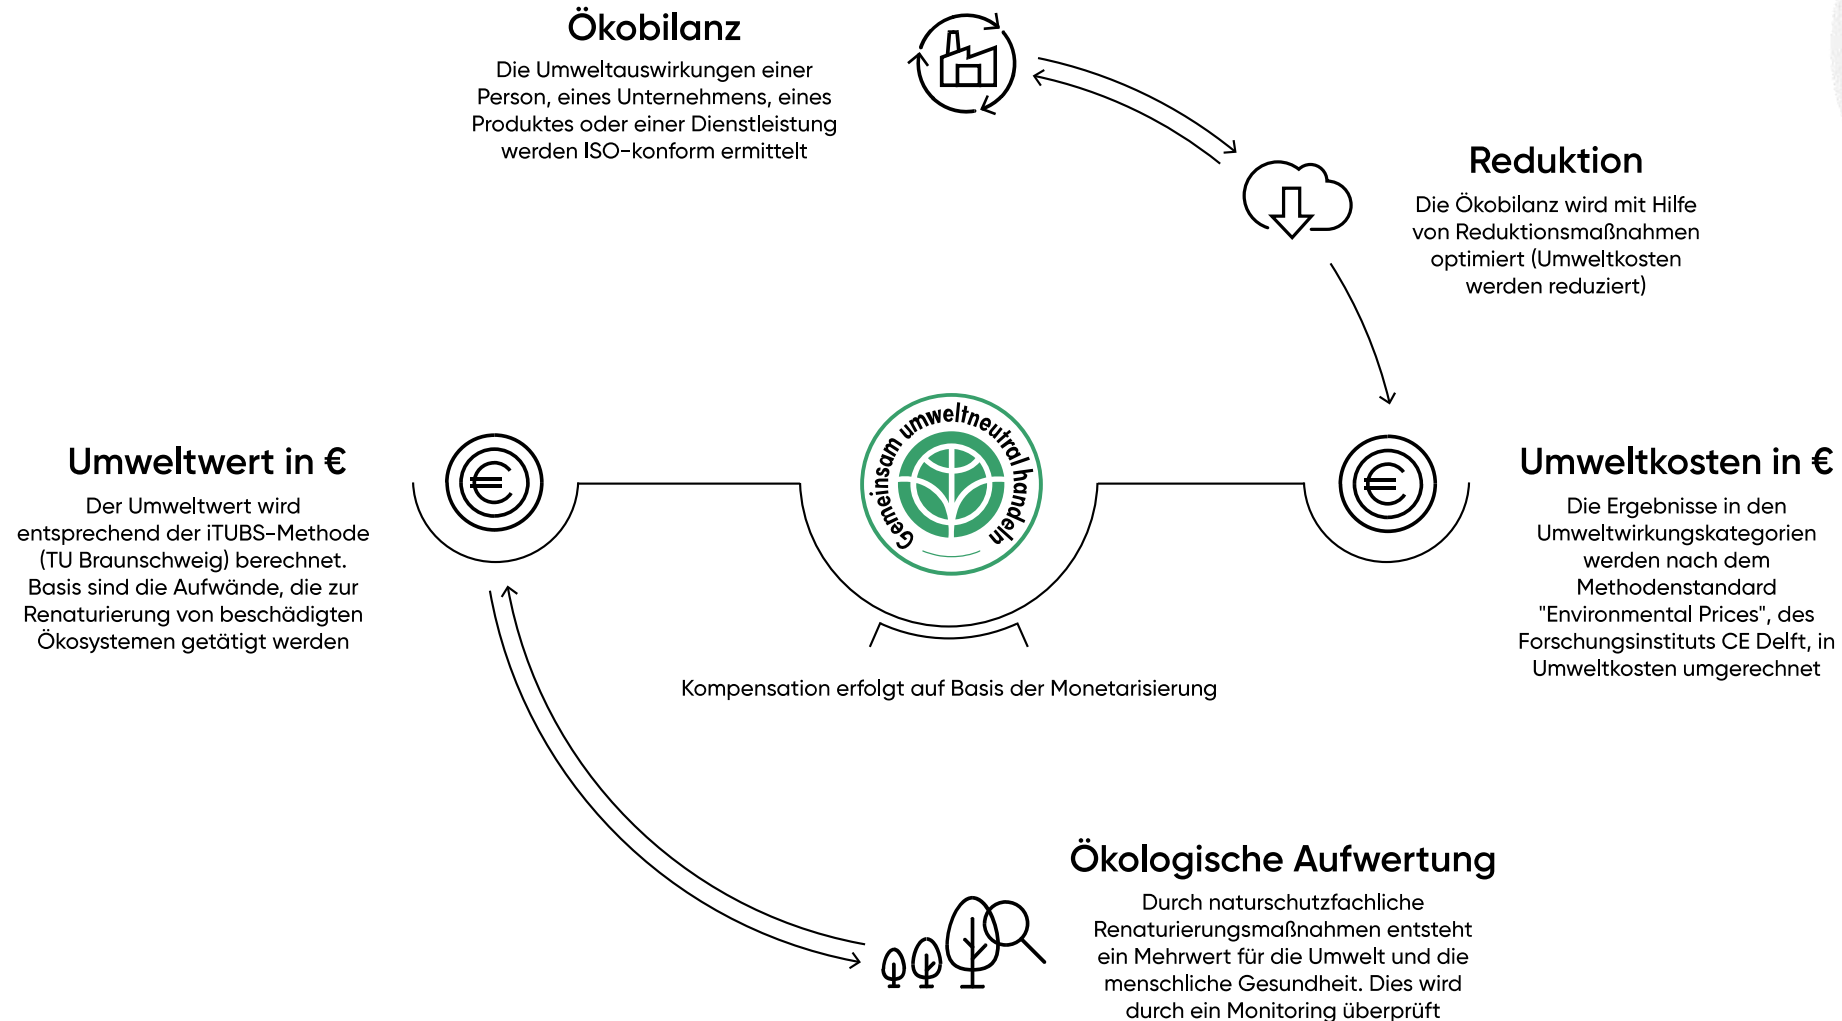 Ökobilanz
Die Umweltauswirkungen einer
Person, eines Unternehmens, eines
Produktes oder einer Dienstleistung
werden ISO-konform ermittelt
Reduktion
Die Ökobilanz wird mit Hilfe
von Reduktionsmaßnahmen
optimiert (Umweltkosten
werden reduziert)
Umweltwert in €
Der Umweltwert wird
entsprechend der iTUBS-Methode
(TU Braunschweig) berechnet.
Basis sind die Aufwände, die zur
Renaturierung von beschädigten
Ökosystemen getätigt werden
€
Gemeinsam umweltneutral handeln
€
Umweltkosten in €
Die Ergebnisse in den
Umweltwirkungskategorien
werden nach dem
Methodenstandard
"Environmental Prices", des
Forschungsinstituts CE Delft, in
Umweltkosten umgerechnet
Kompensation erfolgt auf Basis der Monetarisierung
Ökologische Aufwertung
Durch naturschutzfachliche
Renaturierungsmaßnahmen entsteht
ein Mehrwert für die Umwelt und die
menschliche Gesundheit. Dies wird
durch ein Monitoring überprüft